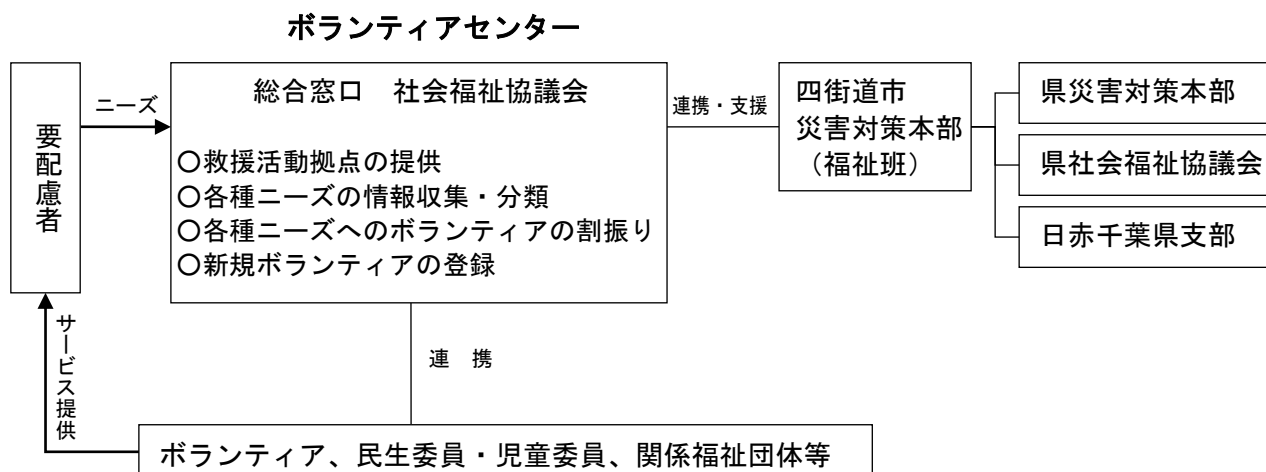 ボランティアセンター
要配慮者
ニーズ
総合窓口　社会福祉協議会
○救援活動拠点の提供
○各種ニーズの情報収集・分類
○各種ニーズへのボランティアの割振り
○新規ボランティアの登録
連携・支援
四街道市
災害対策本部
（福祉班）
県災害対策本部
県社会福祉協議会
日赤千葉県支部
サービス提供
連　携
ボランティア、民生委員・児童委員、関係福祉団体等